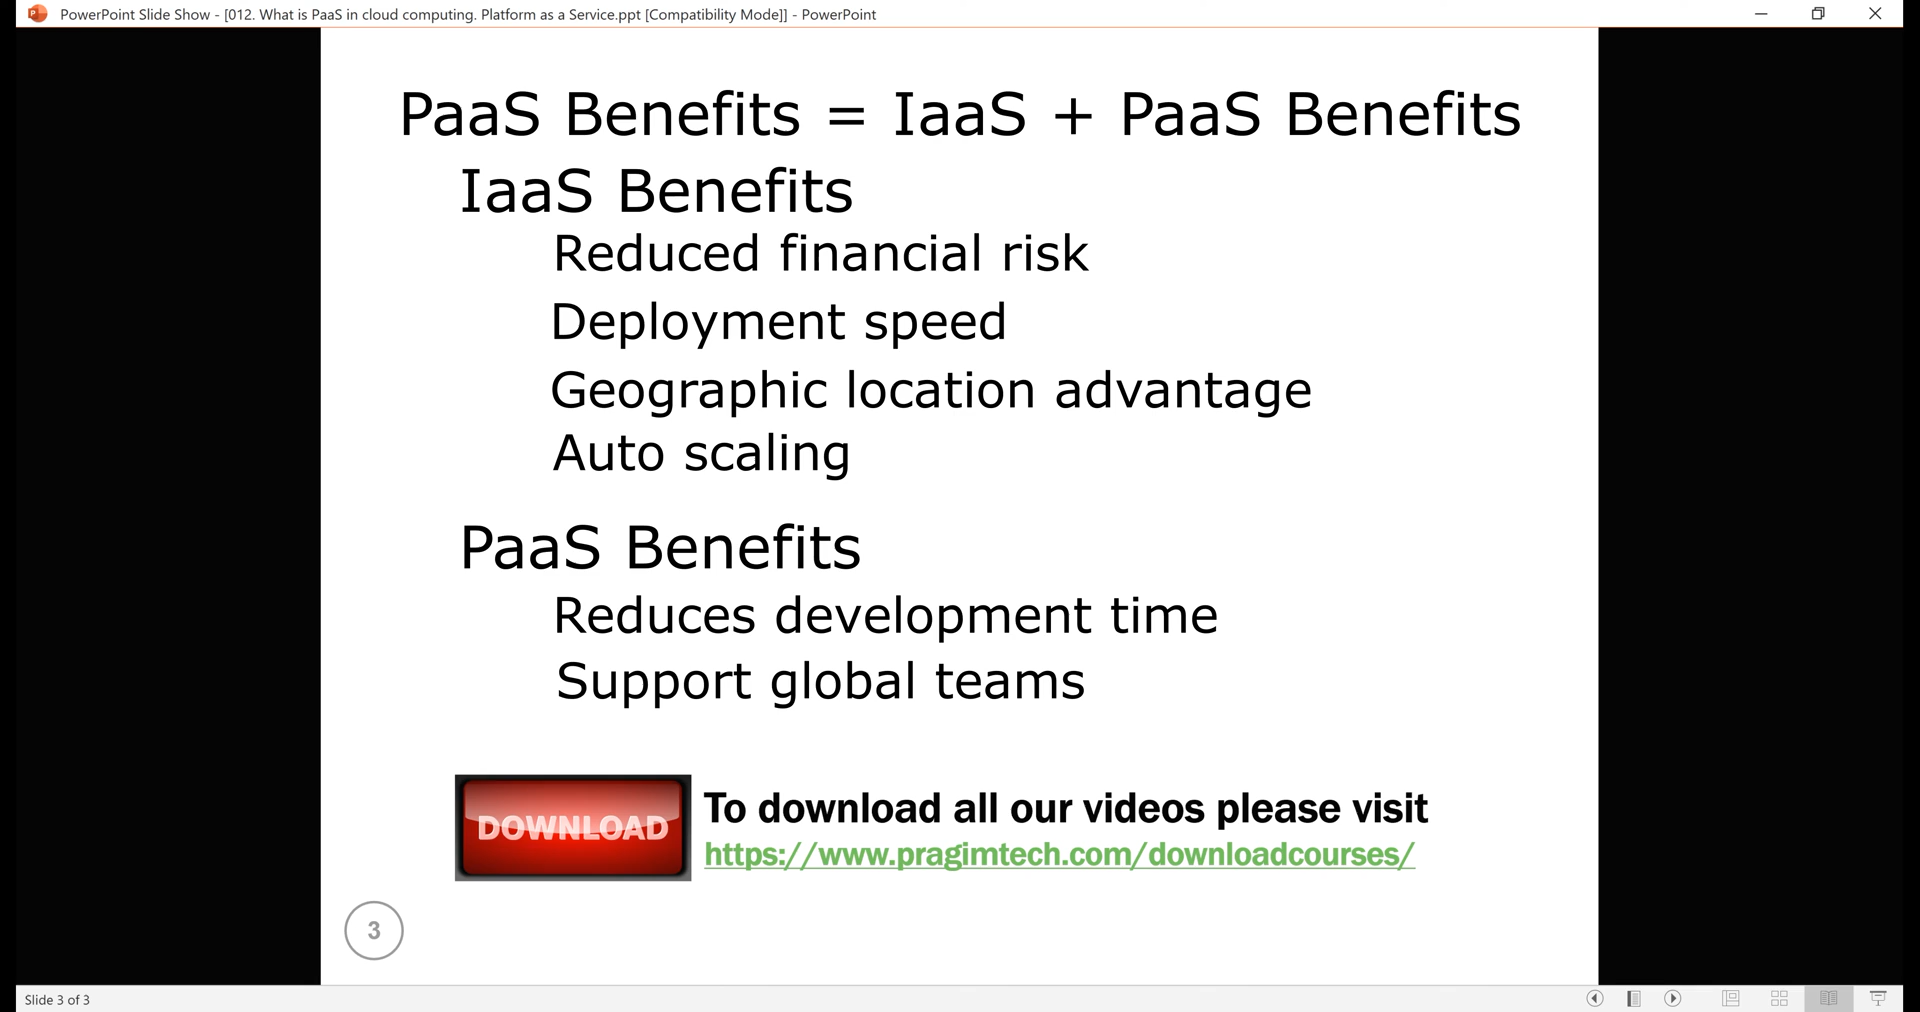 PowerPoint Slide Show - [012. What is PaaS in cloud computing. Platform as a Service.ppt [Compatibility Mode]] - PowerPoint
PaaS Benefits = IaaS + PaaS Benefits
IaaS Benefits
Reduced financial risk
Deployment speed
Geographic location advantage
Auto scaling
PaaS Benefits
Reduces development time
Support global teams
DOWNLOAD
To download all our videos please visit
https://www.pragimtech.com/downloadcourses/
3
Slide 3 of 3